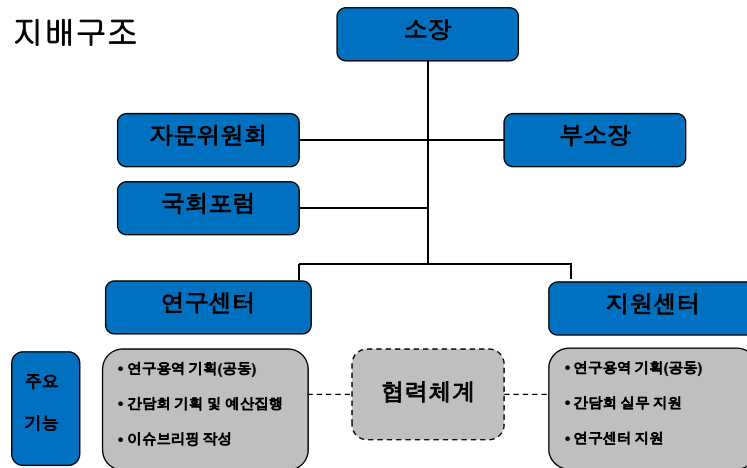 지배구조
소장
자문위원회
부소장
국회포럼
연구센터
지원센터
주요
기능
• 연구용역 기획(공동)
• 간담회 기획 및 예산집행
• 이슈브리핑 작성
협력체계
• 연구용역 기획(공동)
• 간담회 실무 지원
• 연구센터 지원